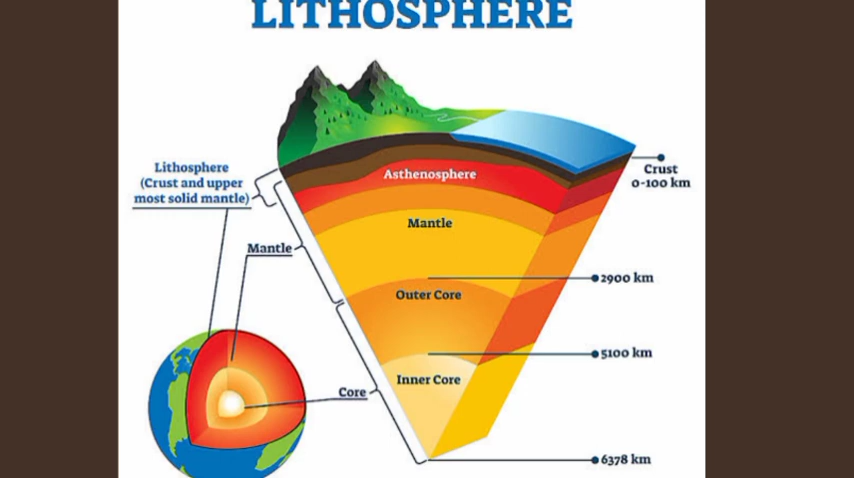 LITHOSPHERE
Lithosphere
(Crust and upper
most solid mantle)
Asthenosphere
Crust
0-100 km
Mantle
Mantle
2900 km
Outer Core
5100 km
Inner Core
Core
6378 km